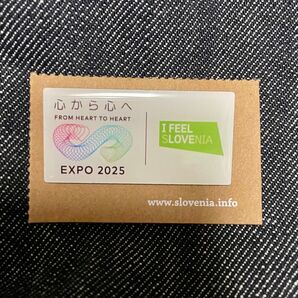 心から心へ
FROM HEART TO HEART
EXPO 2025
I FEEL
SLOVENIA
www.slovenia.info